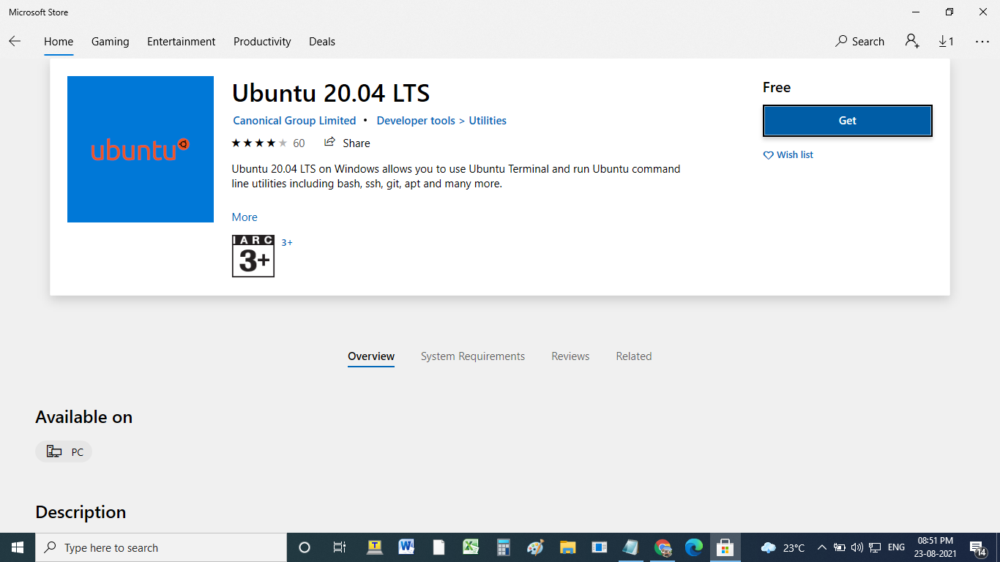 Microsoft Store
Home Gaming Entertainment Productivity Deals Search 1
ubuntu
Ubuntu 20.04 LTS
Canonical Group Limited • Developer tools > Utilities
60 Share
Ubuntu 20.04 LTS on Windows allows you to use Ubuntu Terminal and run Ubuntu command
line utilities including bash, ssh, git, apt and many more.
More
IARC
3+
3+
Free
Get
Wish list
Overview System Requirements Reviews Related
Available on
PC
Description
Type here to search
T
W
X
23°C
ENG
08:51 PM
23-08-2021
14